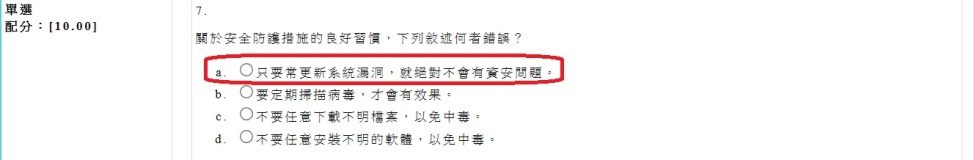 單選
配分：[10.00]
7.
關於安全防護措施的良好習慣，下列敘述何者錯誤？
a. 只要常更新系統漏洞，就絕對不會有資安問題。
b. 要定期掃描病毒，才會有效果。
c. 不要任意下載不明檔案，以免中毒。
d. 不要任意安裝不明的軟體，以免中毒。